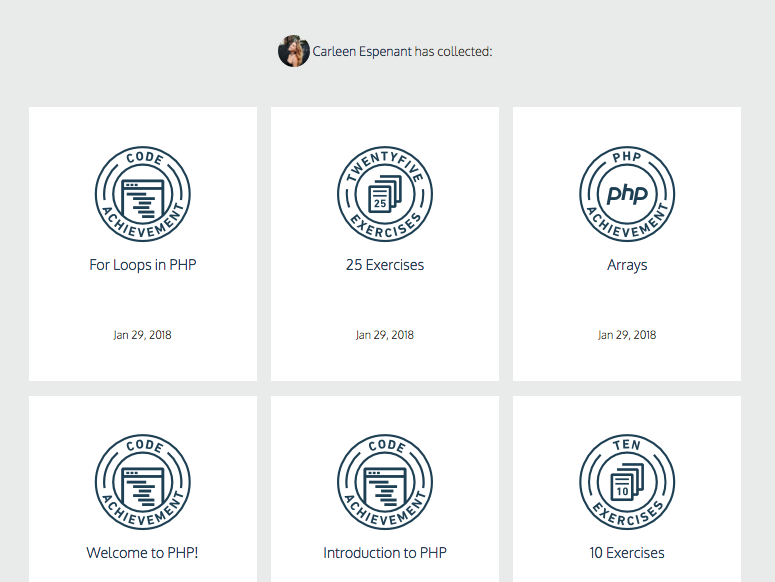 Carleen Espenant has collected:
CODE ACHIEVEMENT
TWENTYFIVE EXERCISES
25
PHP ACHIEVEMENT
php
For Loops in PHP
25 Exercises
Arrays
Jan 29, 2018
Jan 29, 2018
Jan 29, 2018
CODE ACHIEVEMENT
CODE ACHIEVEMENT
TEN EXERCISES
10
Welcome to PHP!
Introduction to PHP
10 Exercises